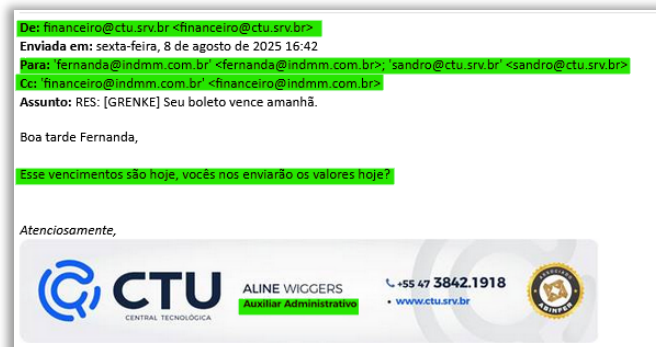 De: financeiro@ctu.srv.br <financeiro@ctu.srv.br>
Enviada em: sexta-feira, 8 de agosto de 2025 16:42
Para: 'fernanda@indmm.com.br' <fernanda@indmm.com.br>; 'sandro@ctu.srv.br' <sandro@ctu.srv.br>
Cc: 'financeiro@indmm.com.br' <financeiro@indmm.com.br>
Assunto: RES: [GRENKE] Seu boleto vence amanhã.
Boa tarde Fernanda,
Esse vencimentos são hoje, vocês nos enviarão os valores hoje?
Atenciosamente,
CTU
CENTRAL TECNOLÓGICA
ALINE WIGGERS
Auxiliar Administrativo
+55 47 3842.1918
• www.ctu.srv.br
ASSOCIADO
ABINFER